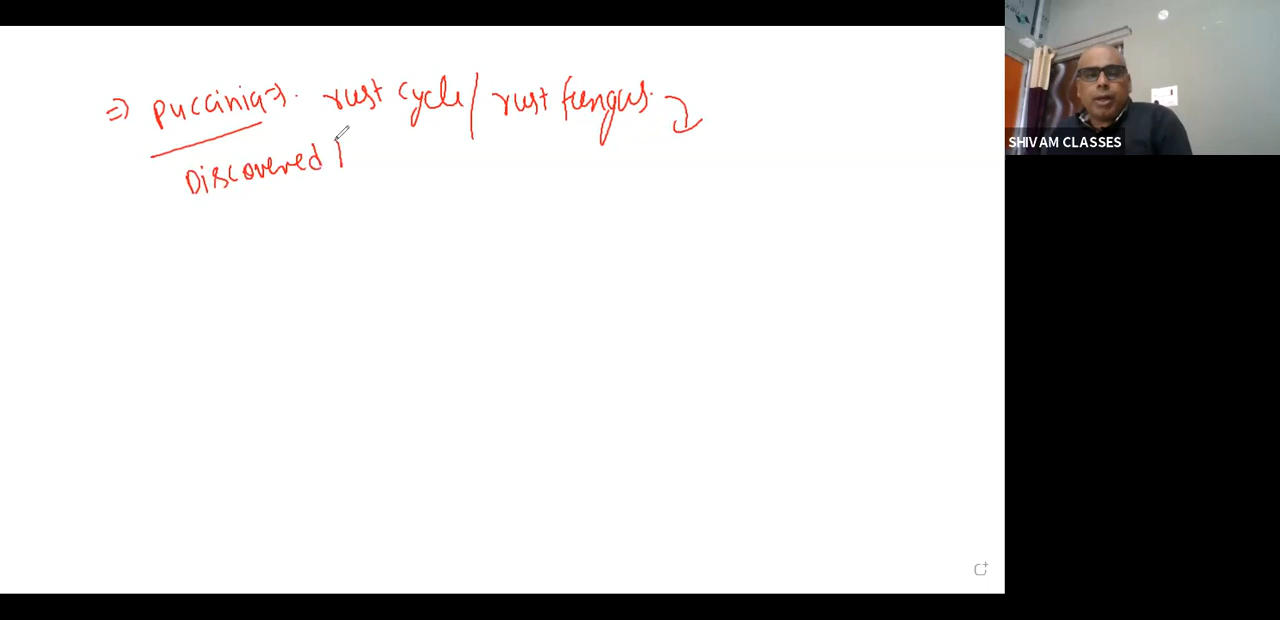 ⇒ Puccinia ⇒. rust cycle / rust fungus.
Discovered
SHIVAM CLASSES